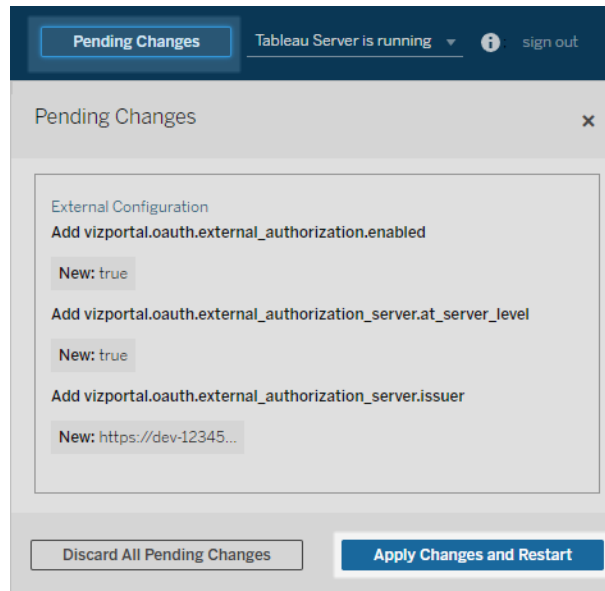 Pending Changes
Tableau Server is running
sign out
Pending Changes
External Configuration
Add vizportal.oauth.external_authorization.enabled
New: true
Add vizportal.oauth.external_authorization_server.at_server_level
New: true
Add vizportal.oauth.external_authorization_server.issuer
New: https://dev-12345...
Discard All Pending Changes
Apply Changes and Restart